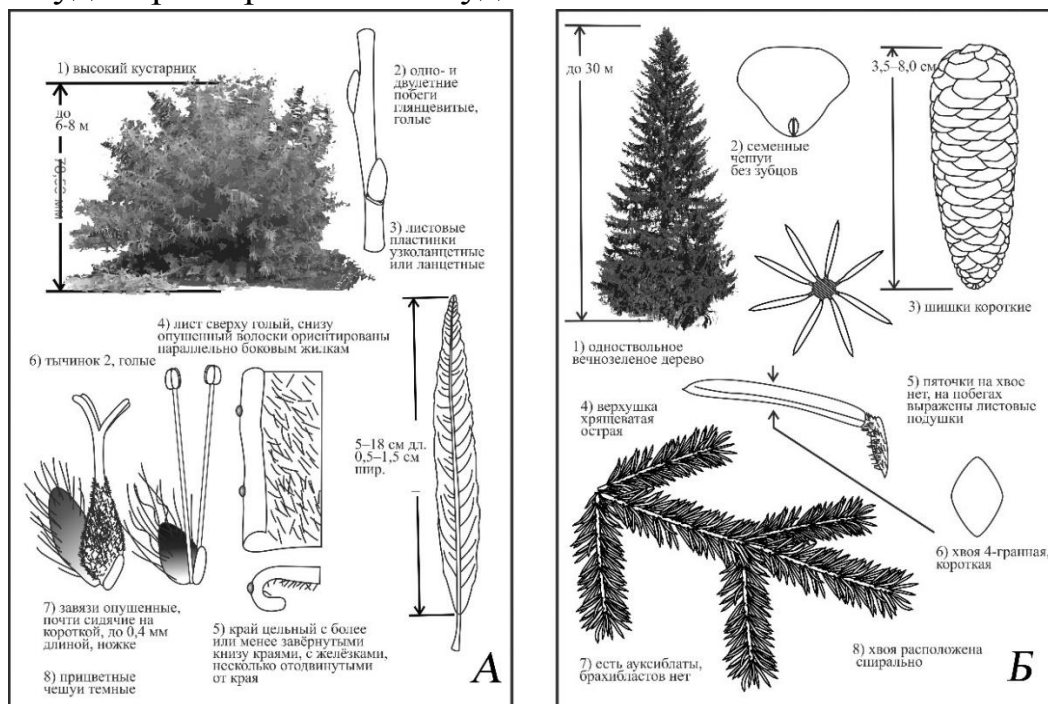 1) высокий кустарник
до
6-8 м
2) одно- и
двулетние
побеги
глянцевитые,
голые
3) листовые
пластинки
узколанцетные
или ланцетные
4) лист сверху голый, снизу
опушенный волоски ориентированы
параллельно боковым жилкам
6) тычинок 2, голые
5–18 см дл.
0,5–1,5 см
шир.
7) завязи опушенные,
почти сидячие на
короткой, до 0,4 мм
длиной, ножке
5) край цельный с более
или менее завёрнутыми
книзу краями, с желёзками,
несколько отодвинутыми
от края
8) прицветные
чешуи темные
А
до 30 м
2) семенные
чешуи
без зубцов
3,5–8,0 см
3) шишки короткие
1) одноствольное
вечнозеленое дерево
4) верхушка
хрящеватая
острая
5) пяточки на хвое
нет, на побегах
выражены листовые
подушки
6) хвоя 4-гранная,
короткая
7) есть ауксибласты,
брахибластов нет
8) хвоя расположена
спирально
Б